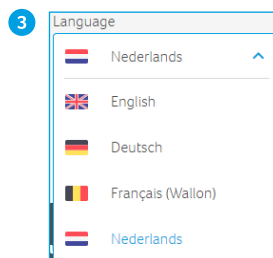 3
Language
Nederlands
English
Deutsch
Français (Wallon)
Nederlands